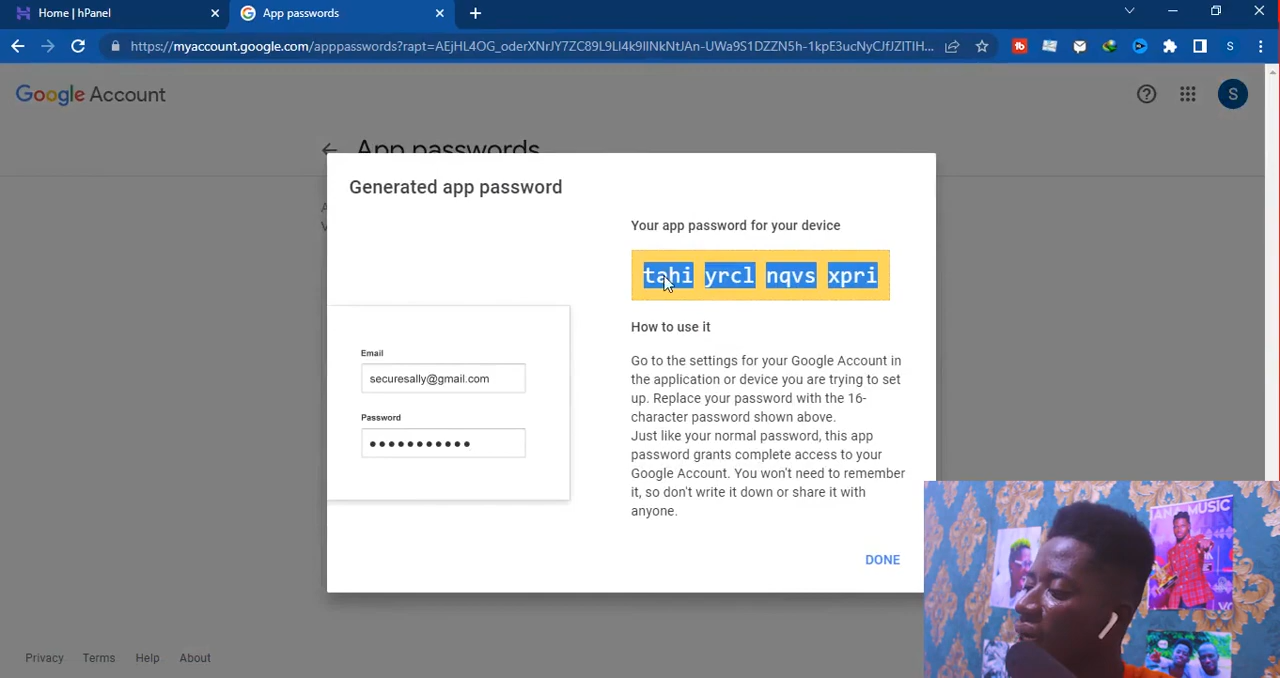 Home | hPanel
App passwords
https://myaccount.google.com/apppasswords?rapt=
Google Account
S
App passwords
Generated app password
Your app password for your device
tahi yrcl nqvs xpri
Email
securesally@gmail.com
Password
How to use it
Go to the settings for your Google Account in
the application or device you are trying to set
up. Replace your password with the 16-
character password shown above.
Just like your normal password, this app
password grants complete access to your
Google Account. You won't need to remember
it, so don't write it down or share it with
anyone.
DONE
MUSIC
Privacy Terms Help About